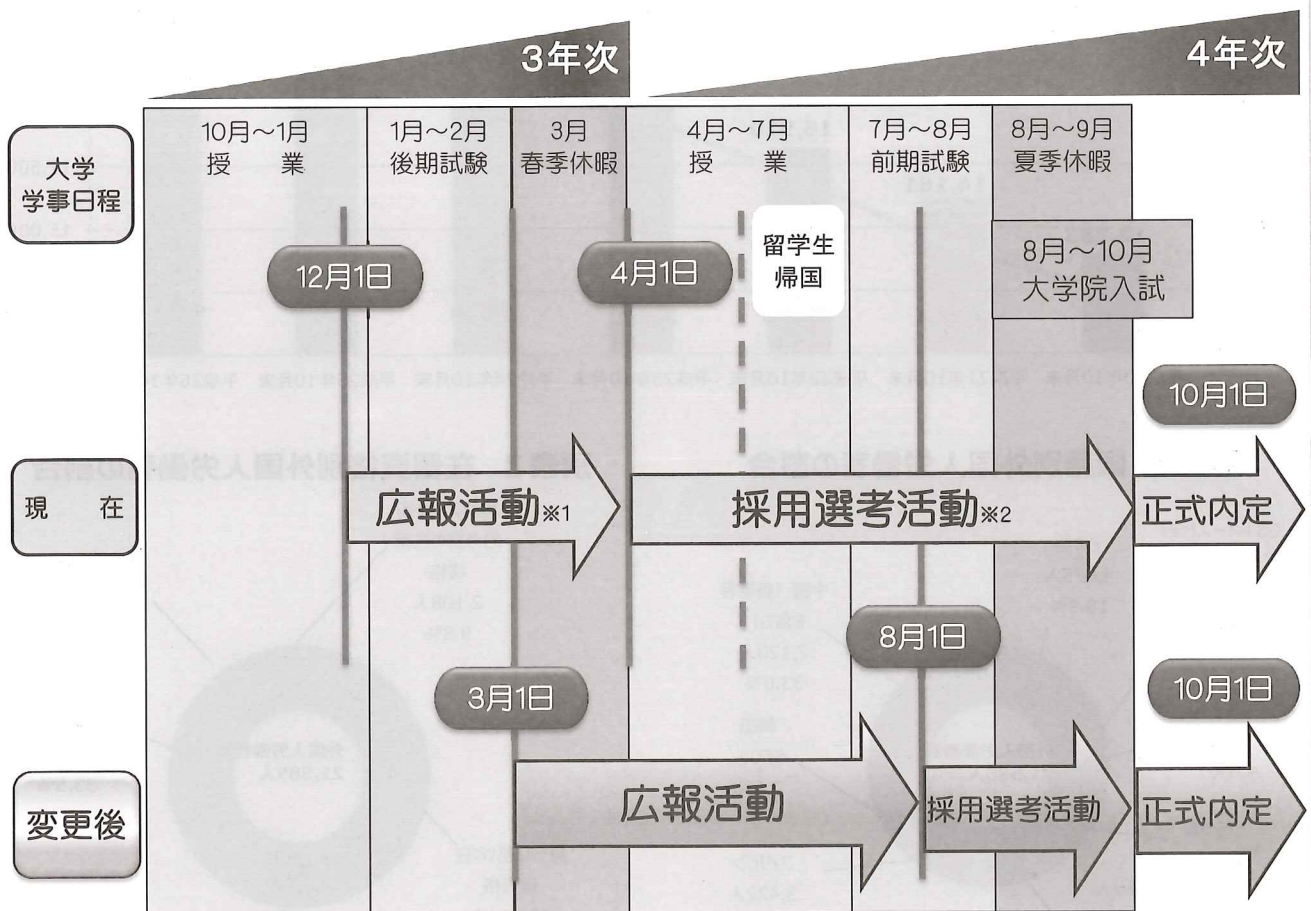 3年次
4年次
大学
学事日程
10月～1月
授　　業
1月～2月
後期試験
3月
春季休暇
4月～7月
授　　業
7月～8月
前期試験
8月～9月
夏季休暇
12月1日
4月1日
留学生
帰国
8月～10月
大学院入試
10月1日
現　　在
広報活動※1
採用選考活動※2
正式内定
8月1日
3月1日
10月1日
変更後
広報活動
採用選考活動
正式内定